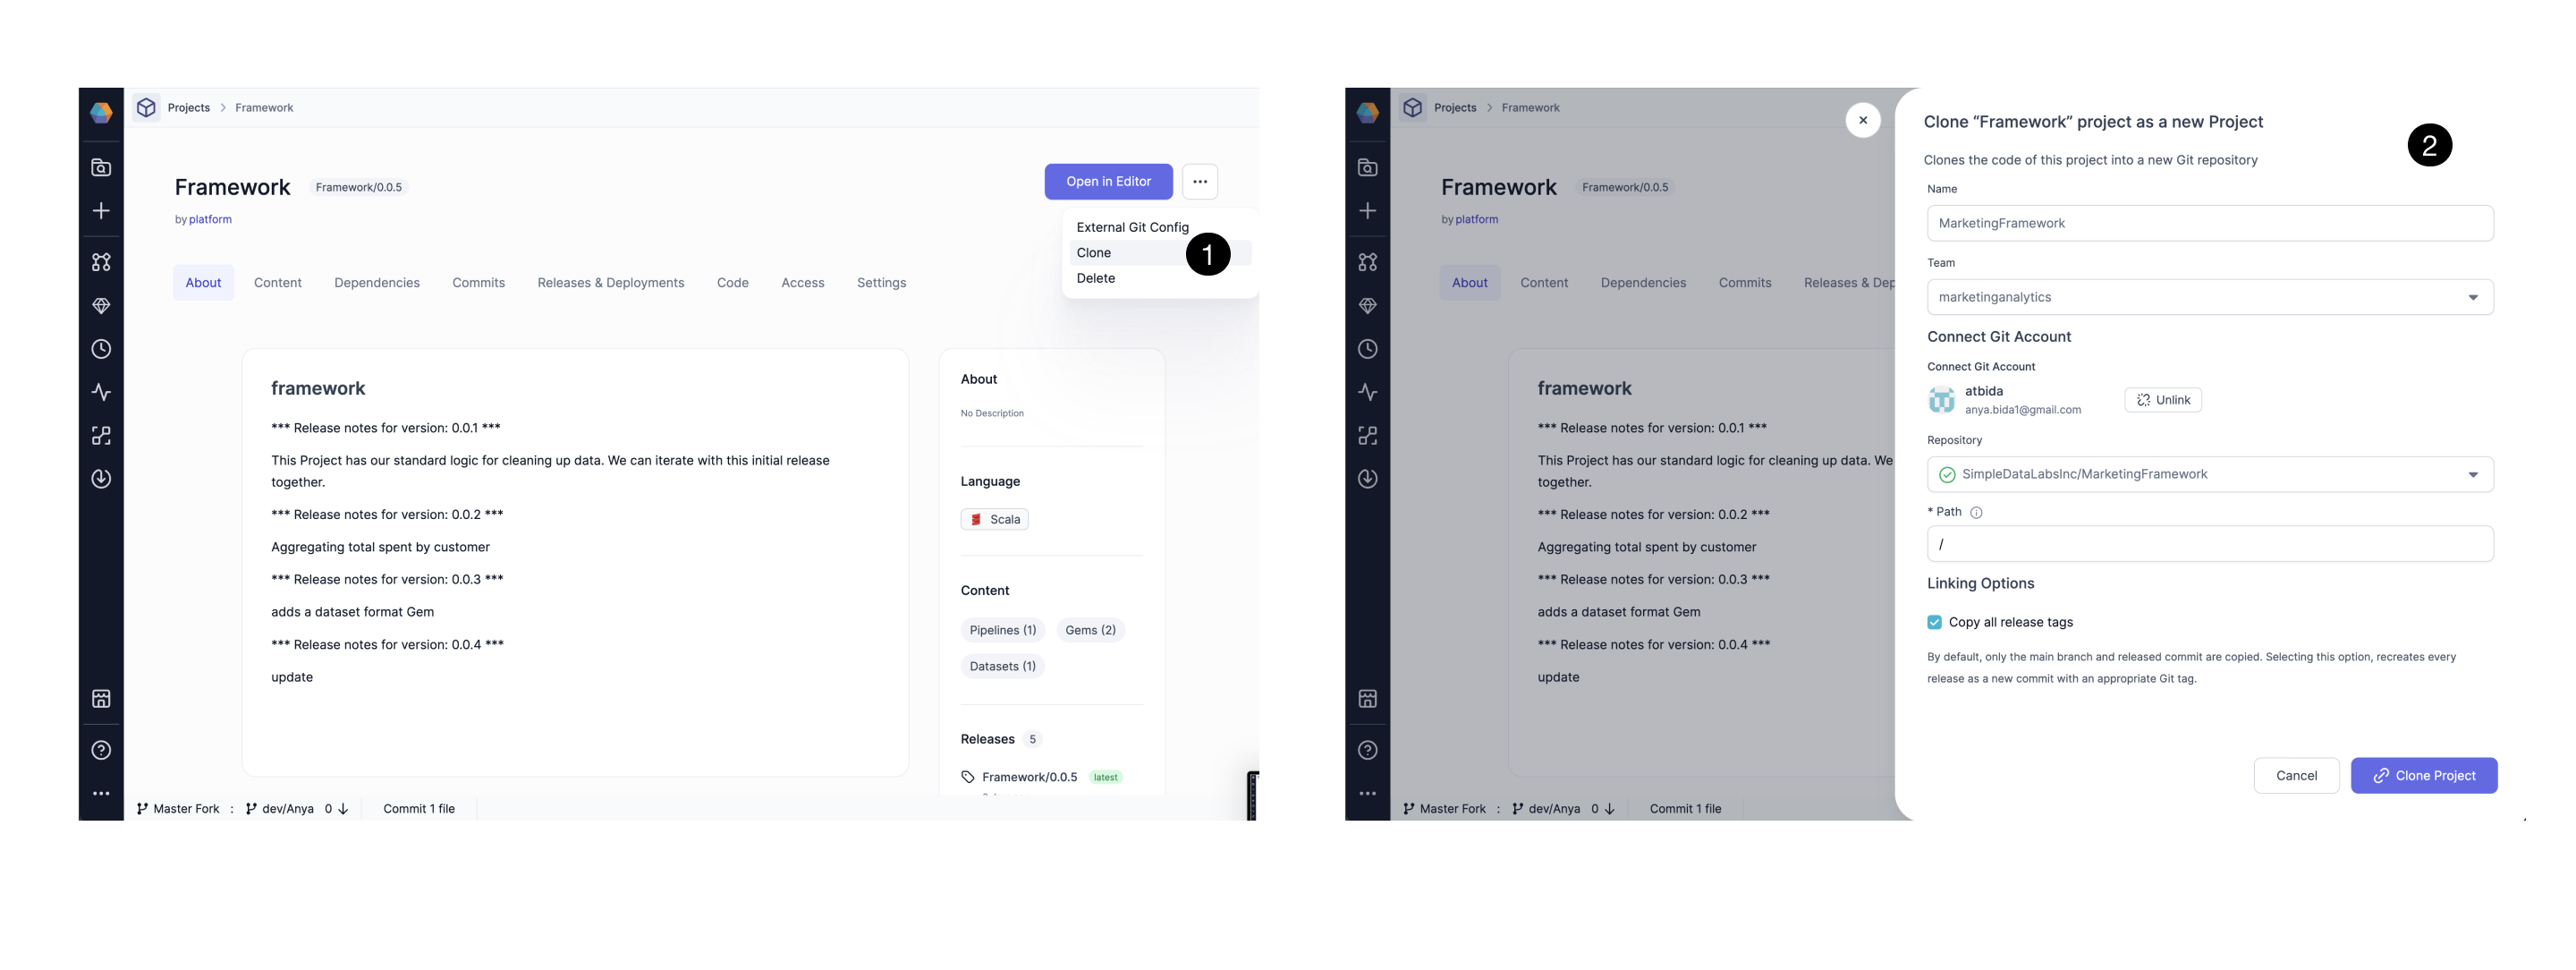 Projects > Framework
Framework Framework/0.0.5
by platform
Open in Editor
External Git Config
Clone
1
Delete
About Content Dependencies Commits Releases & Deployments Code Access Settings
framework
*** Release notes for version: 0.0.1 ***
This Project has our standard logic for cleaning up data. We can iterate with this initial release
together.
*** Release notes for version: 0.0.2 ***
Aggregating total spent by customer
*** Release notes for version: 0.0.3 ***
adds a dataset format Gem
*** Release notes for version: 0.0.4 ***
update
About
No Description
Language
Scala
Content
Pipelines (1) Gems (2)
Datasets (1)
Releases 5
Framework/0.0.5 latest
Master Fork : dev/Anya 0 Commit 1 file
Projects > Framework
Framework Framework/0.0.5
by platform
About Content Dependencies Commits Releases & Dep
framework
*** Release notes for version: 0.0.1 ***
This Project has our standard logic for cleaning up data. We
together.
*** Release notes for version: 0.0.2 ***
Aggregating total spent by customer
*** Release notes for version: 0.0.3 ***
adds a dataset format Gem
*** Release notes for version: 0.0.4 ***
update
Master Fork : dev/Anya 0 Commit 1 file
Clone “Framework” project as a new Project
2
Clones the code of this project into a new Git repository
Name
MarketingFramework
Team
marketinganalytics
Connect Git Account
Connect Git Account
atbida
anya.bida1@gmail.com
Unlink
Repository
SimpleDataLabsInc/MarketingFramework
* Path
/
Linking Options
Copy all release tags
By default, only the main branch and released commit are copied. Selecting this option, recreates every
release as a new commit with an appropriate Git tag.
Cancel Clone Project